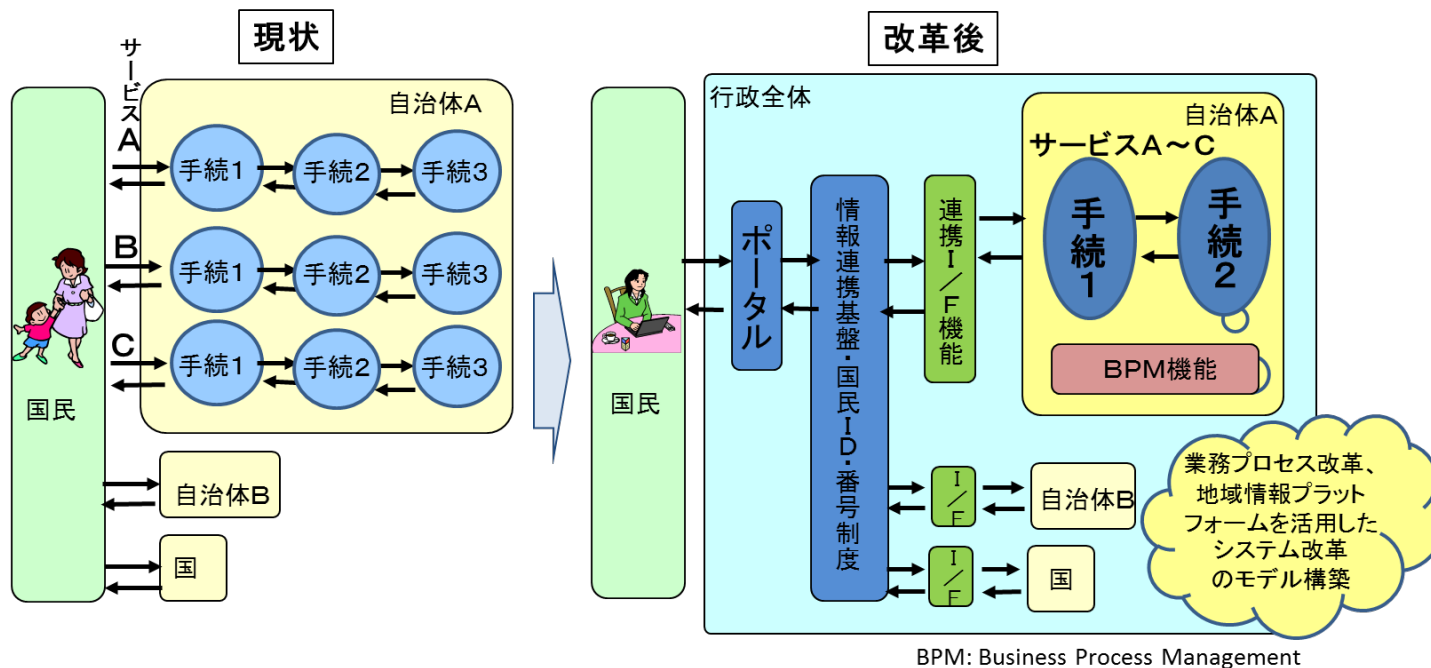 現状
サービス
自治体A
A
手続1
手続2
手続3
B
手続1
手続2
手続3
C
手続1
手続2
手続3
国民
自治体B
国
改革後
行政全体
国民
ポータル
情報連携基盤・国民ID・番号制度
連携I/F機能
自治体A
サービスA～C
手続1
手続2
BPM機能
I/F
自治体B
I/F
国
業務プロセス改革、
地域情報プラット
フォームを活用した
システム改革
のモデル構築
BPM: Business Process Management